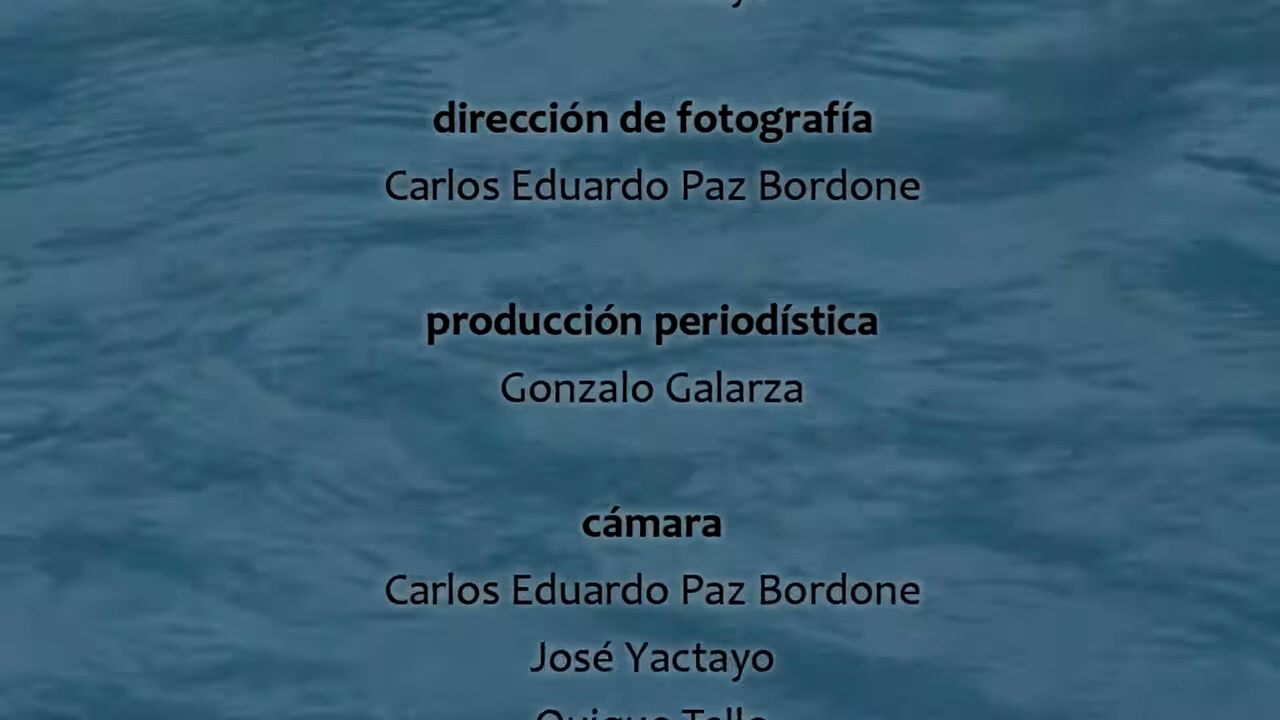 dirección de fotografía
Carlos Eduardo Paz Bordone
producción periodística
Gonzalo Galarza
cámara
Carlos Eduardo Paz Bordone
José Yactayo